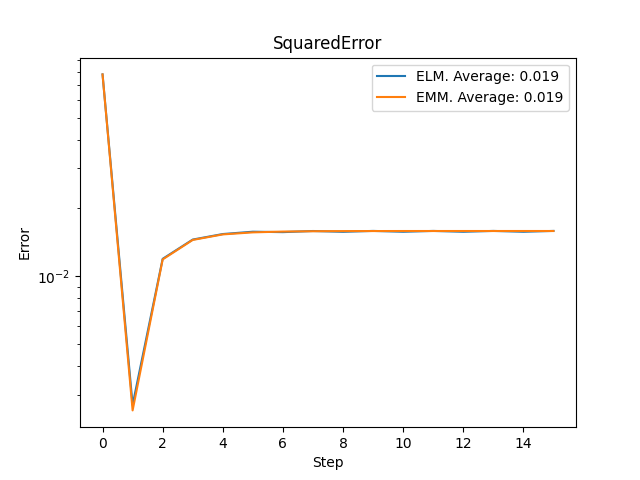 SquaredError
ELM. Average: 0.019
EMM. Average: 0.019
Error
10⁻²
0 2 4 6 8 10 12 14
Step